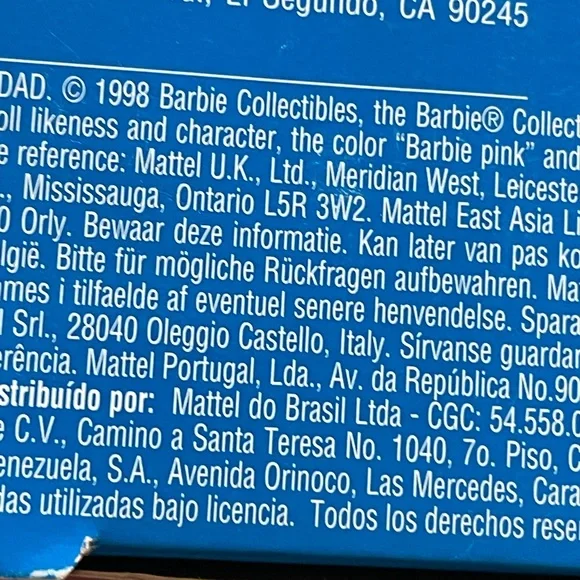 El Segundo, CA 90245
DAD. © 1998 Barbie Collectibles, the Barbie® Collect
oll likeness and character, the color “Barbie pink” and
e reference: Mattel U.K., Ltd., Meridian West, Leiceste
., Mississauga, Ontario L5R 3W2. Mattel East Asia Li
0 Orly. Bewaar deze informatie. Kan later van pas ko
lgië. Bitte für mögliche Rückfragen aufbewahren. Ma
mmes i tilfaelde af eventuel senere henvendelse. Spara
l Srl., 28040 Oleggio Castello, Italy. Sírvanse guardar
erência. Mattel Portugal, Lda., Av. da República No.90
stribuído por: Mattel do Brasil Ltda - CGC: 54.558.0
e C.V., Camino a Santa Teresa No. 1040, 7o. Piso, C
enezuela, S.A., Avenida Orinoco, Las Mercedes, Cara
das utilizadas bajo licencia. Todos los derechos rese